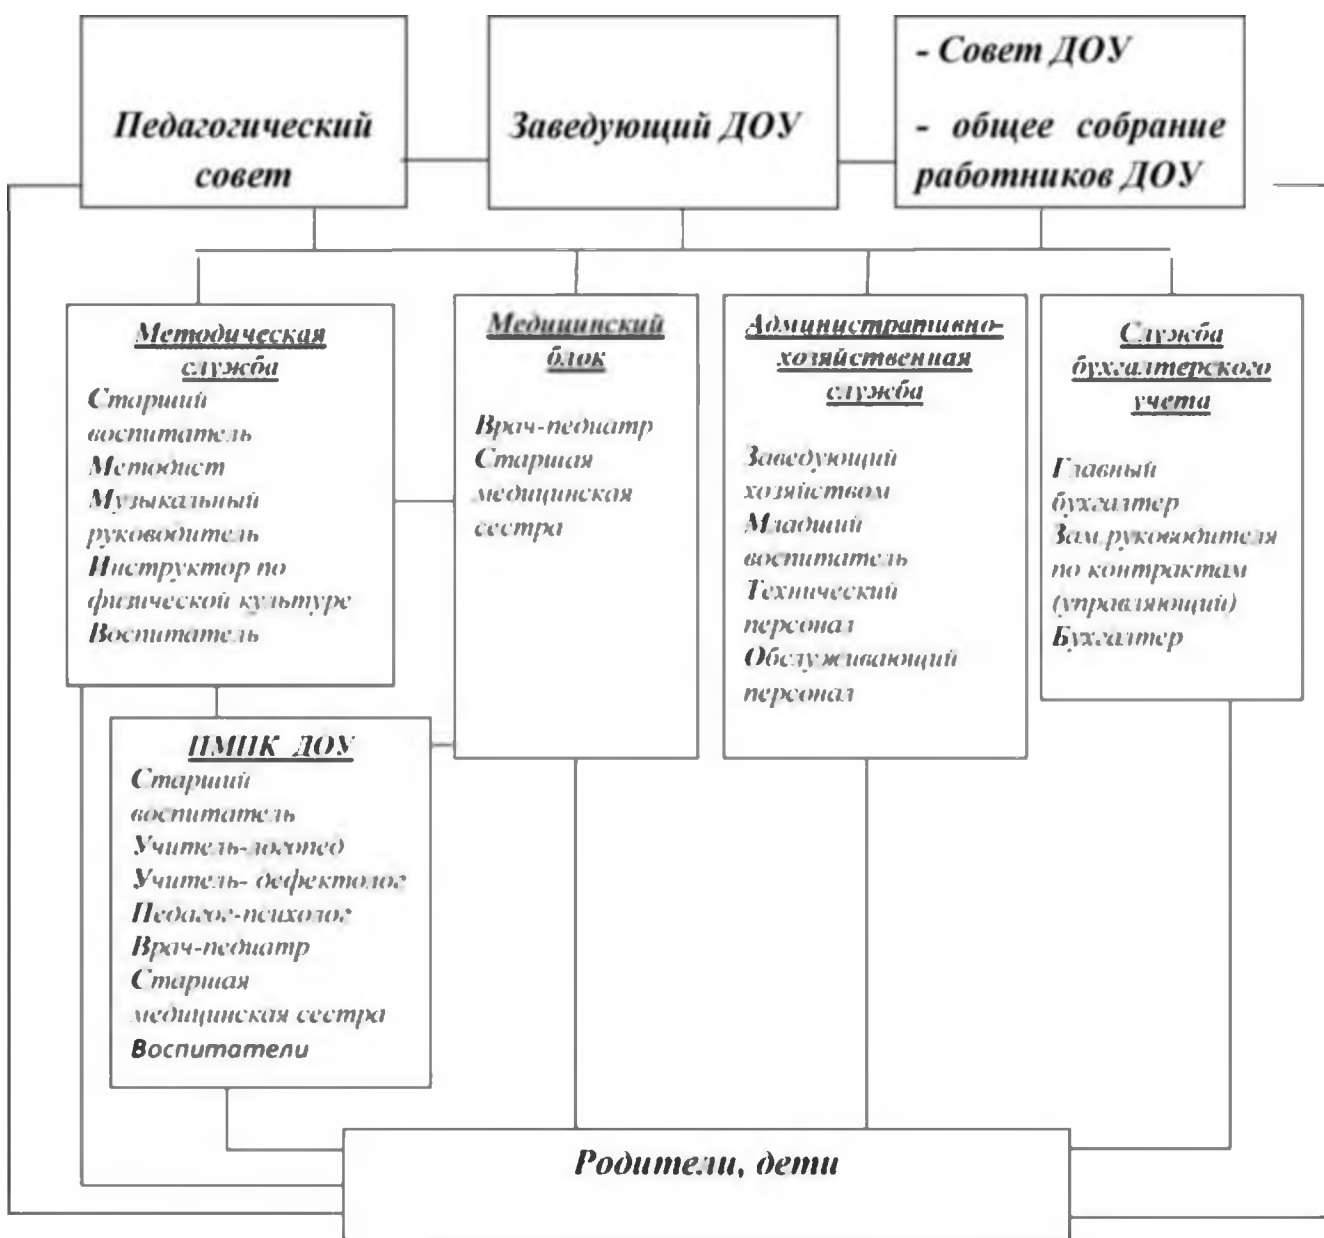 Педагогический
совет
Заведующий ДОУ
- Совет ДОУ
- общее собрание
работников ДОУ
Методическая
служба
Старший
воспитатель
Методист
Музыкальный
руководитель
Инструктор по
физической культуре
Воспитатель
Медицинский
блок
Врач-педиатр
Старшая
медицинская
сестра
Административно-
хозяйственная
служба
Заведующий
хозяйством
Младший
воспитатель
Технический
персонал
Обслуживающий
персонал
Служба
бухгалтерского
учета
Главный
бухгалтер
Зам.руководителя
по контрактам
(управляющий)
Бухгалтер
ПМПК ДОУ
Старший
воспитатель
Учитель-логопед
Учитель- дефектолог
Педагог-психолог
Врач-педиатр
Старшая
медицинская сестра
Воспитатели
Родители, дети